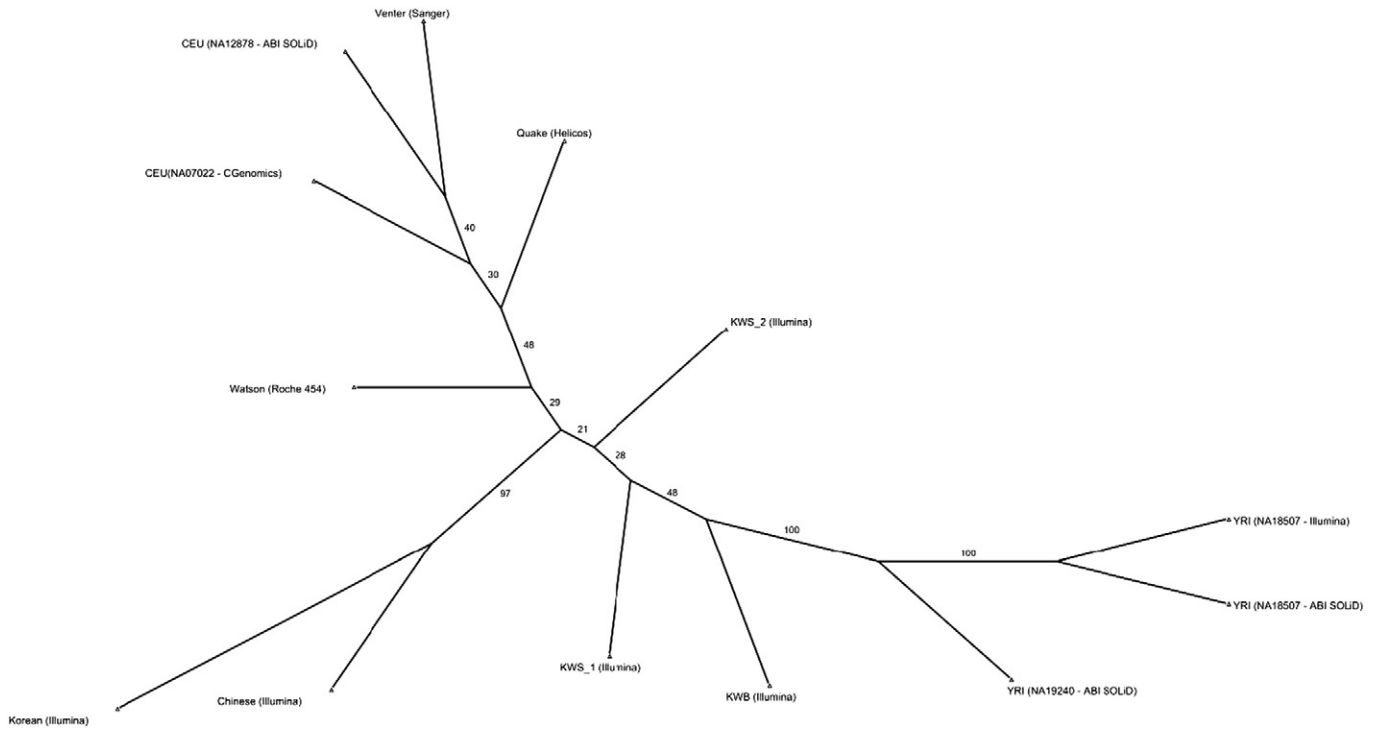 Venter (Sanger)
CEU (NA12878 - ABI SOLiD)
Quake (Helicos)
CEU(NA07022 - CGenomics)
40
30
KWS_2 (Illumina)
48
Watson (Roche 454)
29
21
28
97
48
100
YRI (NA18507 - Illumina)
100
YRI (NA18507 - ABI SOLiD)
KWS_1 (Illumina)
YRI (NA19240 - ABI SOLiD)
KWB (Illumina)
Chinese (Illumina)
Korean (Illumina)